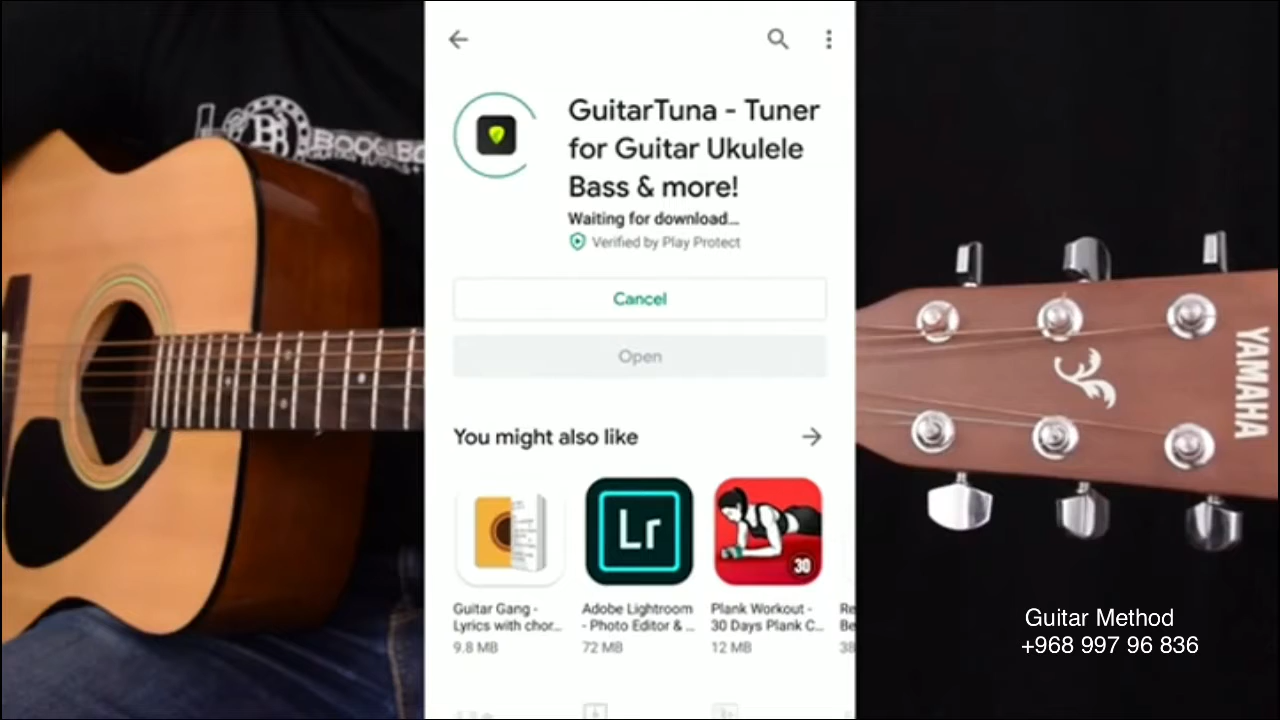 GuitarTuna - Tuner
for Guitar Ukulele
Bass & more!
Waiting for download...
Verified by Play Protect
Cancel
Open
You might also like
Lr
30
Guitar Gang -
Lyrics with chor...
9.8 MB
Adobe Lightroom
- Photo Editor & ...
72 MB
Plank Workout -
30 Days Plank C...
12 MB
YAMAHA
Guitar Method
+968 997 96 836